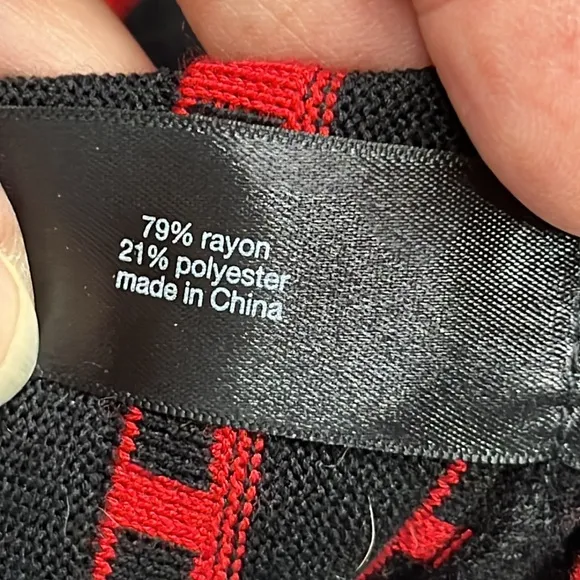 79% rayon
21% polyester
made in China